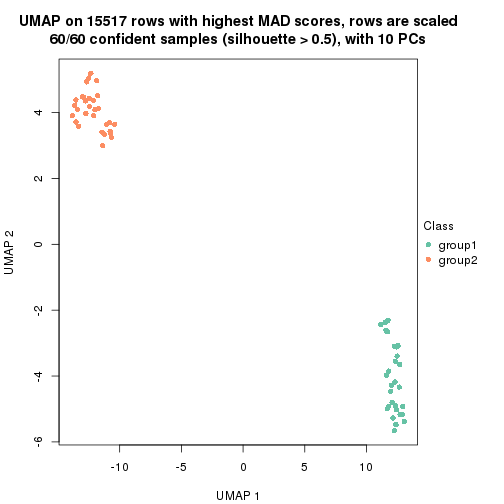 UMAP on 15517 rows with highest MAD scores, rows are scaled
60/60 confident samples (silhouette > 0.5), with 10 PCs
4
2
0
-2
-4
-6
UMAP 2
-10
-5
0
5
10
UMAP 1
Class
group1
group2